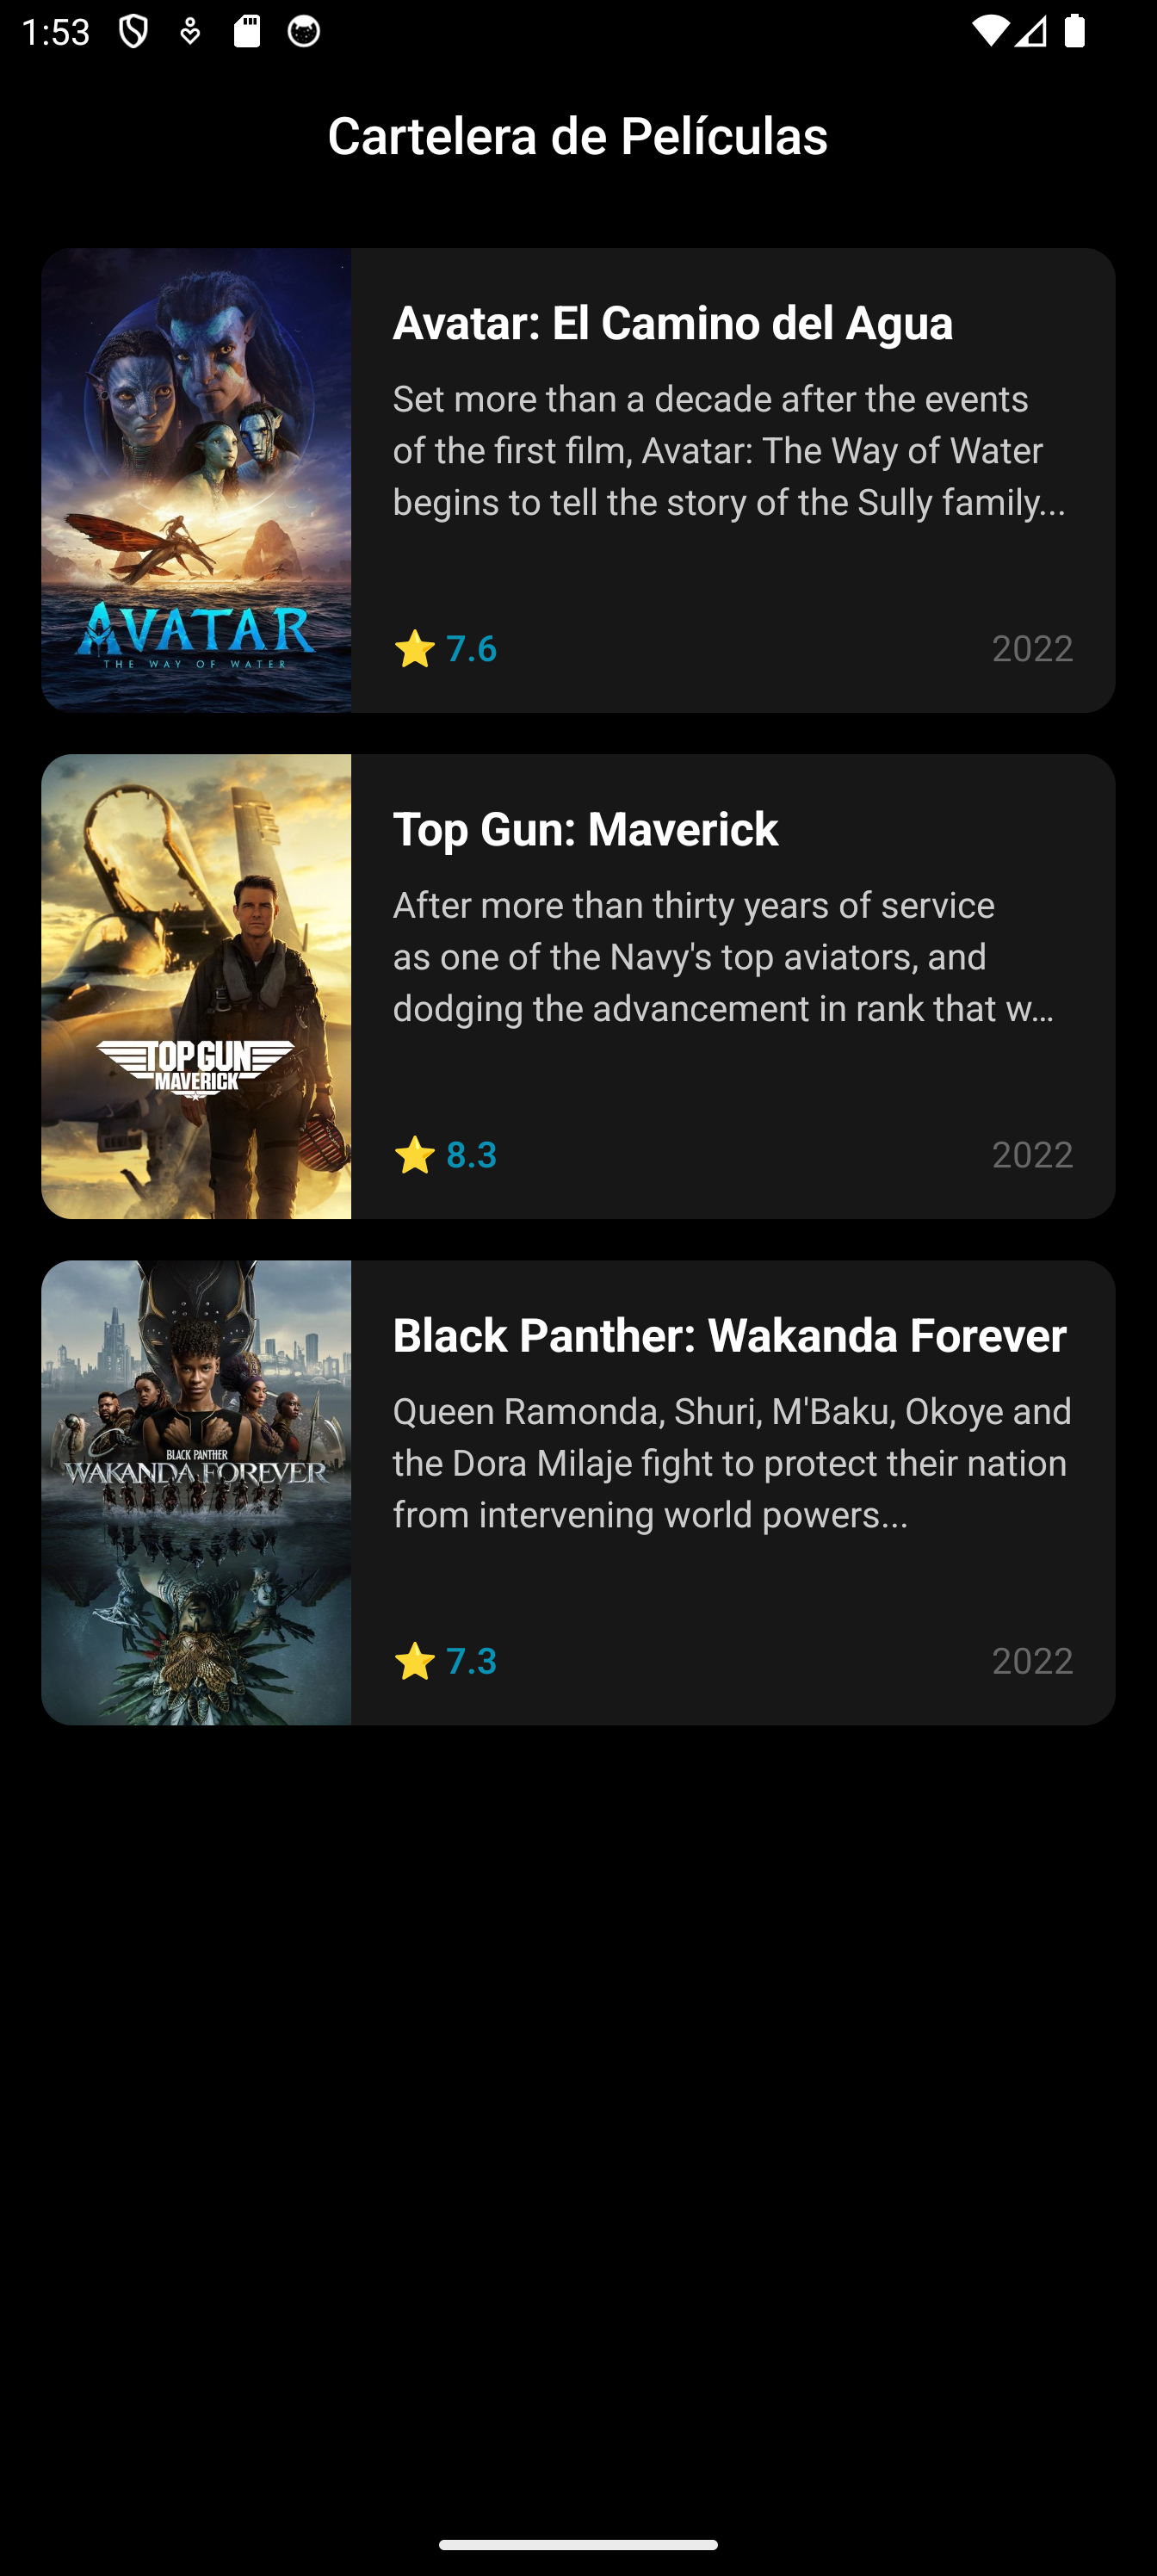 1:53
Cartelera de Películas
AVATAR
THE WAY OF WATER
Avatar: El Camino del Agua
Set more than a decade after the events
of the first film, Avatar: The Way of Water
begins to tell the story of the Sully family...
⭐ 7.6
2022
TOP GUN
MAVERICK
Top Gun: Maverick
After more than thirty years of service
as one of the Navy's top aviators, and
dodging the advancement in rank that w...
⭐ 8.3
2022
BLACK PANTHER
WAKANDA FOREVER
Black Panther: Wakanda Forever
Queen Ramonda, Shuri, M'Baku, Okoye and
the Dora Milaje fight to protect their nation
from intervening world powers...
⭐ 7.3
2022